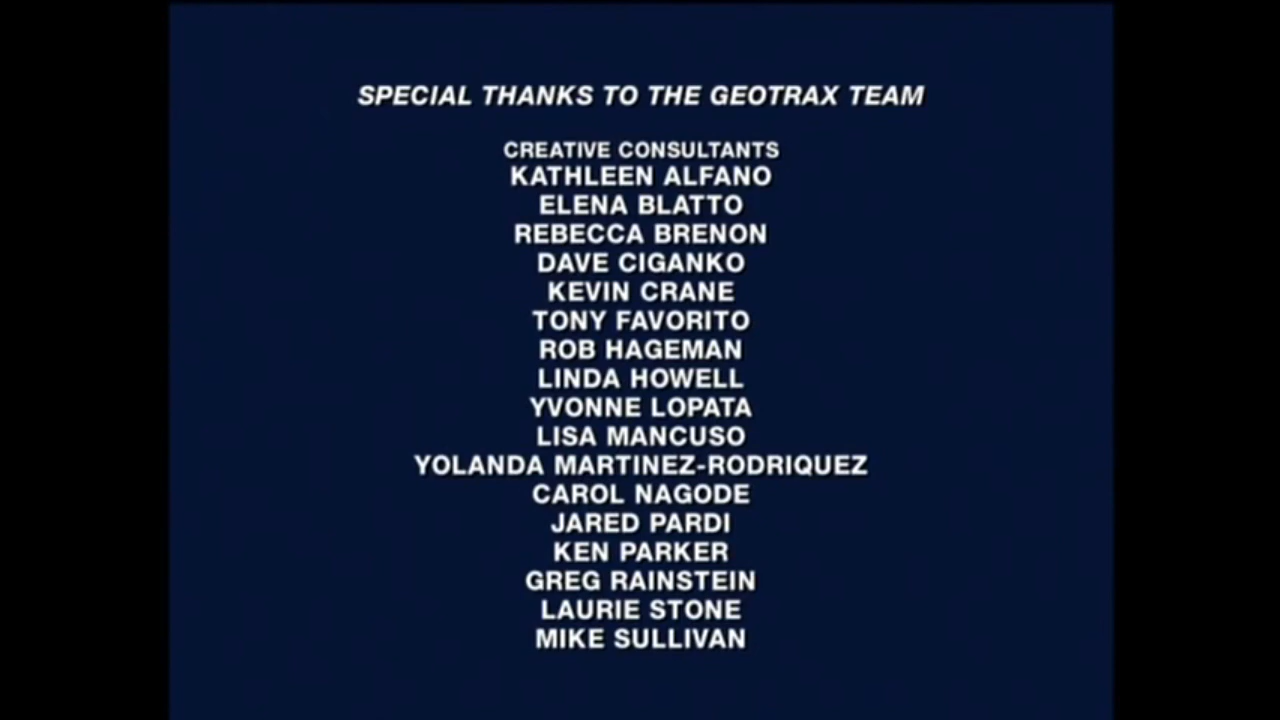 SPECIAL THANKS TO THE GEOTRAX TEAM
CREATIVE CONSULTANTS
KATHLEEN ALFANO
ELENA BLATTO
REBECCA BRENON
DAVE CIGANKO
KEVIN CRANE
TONY FAVORITO
ROB HAGEMAN
LINDA HOWELL
YVONNE LOPATA
LISA MANCUSO
YOLANDA MARTINEZ-RODRIQUEZ
CAROL NAGODE
JARED PARDI
KEN PARKER
GREG RAINSTEIN
LAURIE STONE
MIKE SULLIVAN